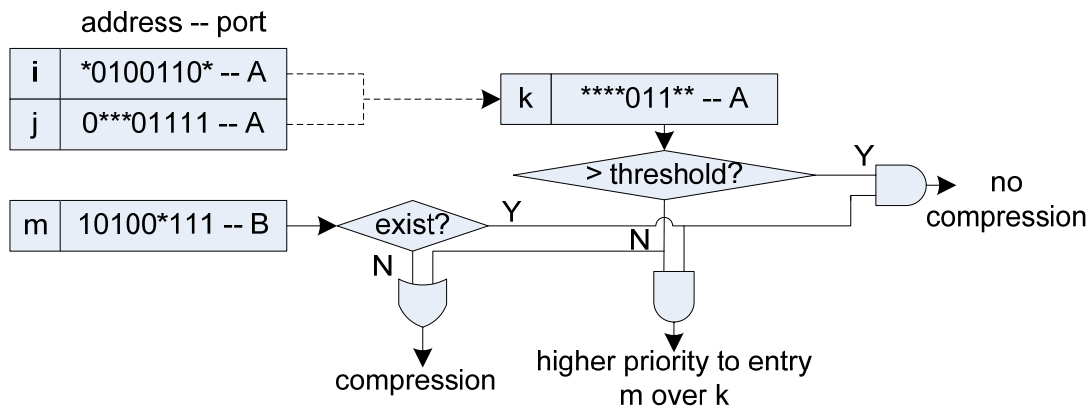 address -- port
i *0100110* -- A
j 0***01111 -- A
k ****011** -- A
> threshold?
Y
no
compression
m 10100*111 -- B
exist?
Y
N
N
compression
higher priority to entry
m over k